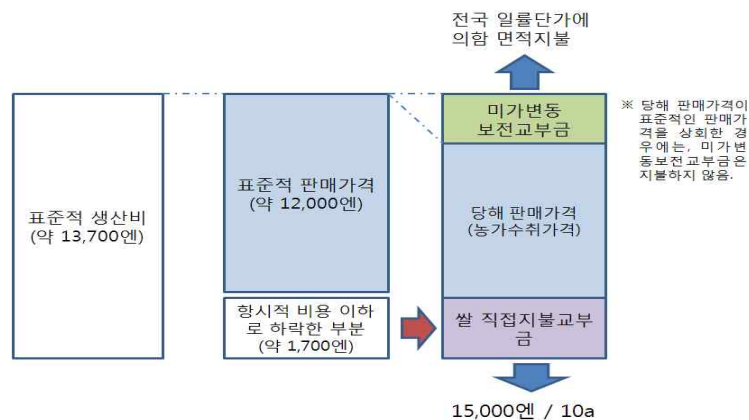 전국 일률단가에
의함 면적지불
미가변동
보전교부금
※ 당해 판매가격이
표준적인 판매가
격을 상회한 경
우에는, 미가변
동보전교부금은
지불하지 않음.
표준적 생산비
(약 13,700엔)
표준적 판매가격
(약 12,000엔)
당해 판매가격
(농가수취가격)
항시적 비용 이하
로 하락한 부분
(약 1,700엔)
쌀 직접지불교부
금
15,000엔 / 10a